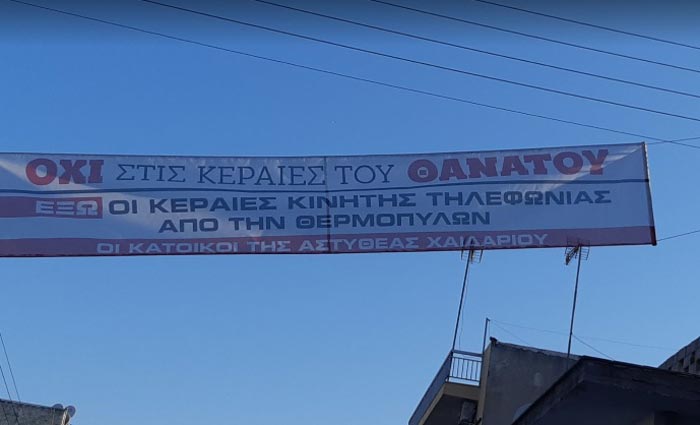 ΟΧΙ ΣΤΙΣ ΚΕΡΑΙΕΣ ΤΟΥ ΘΑΝΑΤΟΥ
ΕΞΩ ΟΙ ΚΕΡΑΙΕΣ ΚΙΝΗΤΗΣ ΤΗΛΕΦΩΝΙΑΣ
ΑΠΟ ΤΗΝ ΘΕΡΜΟΠΥΛΩΝ
ΟΙ ΚΑΤΟΙΚΟΙ ΤΗΣ ΑΣΤΥΘΕΑΣ ΧΑΙΔΑΡΙΟΥ